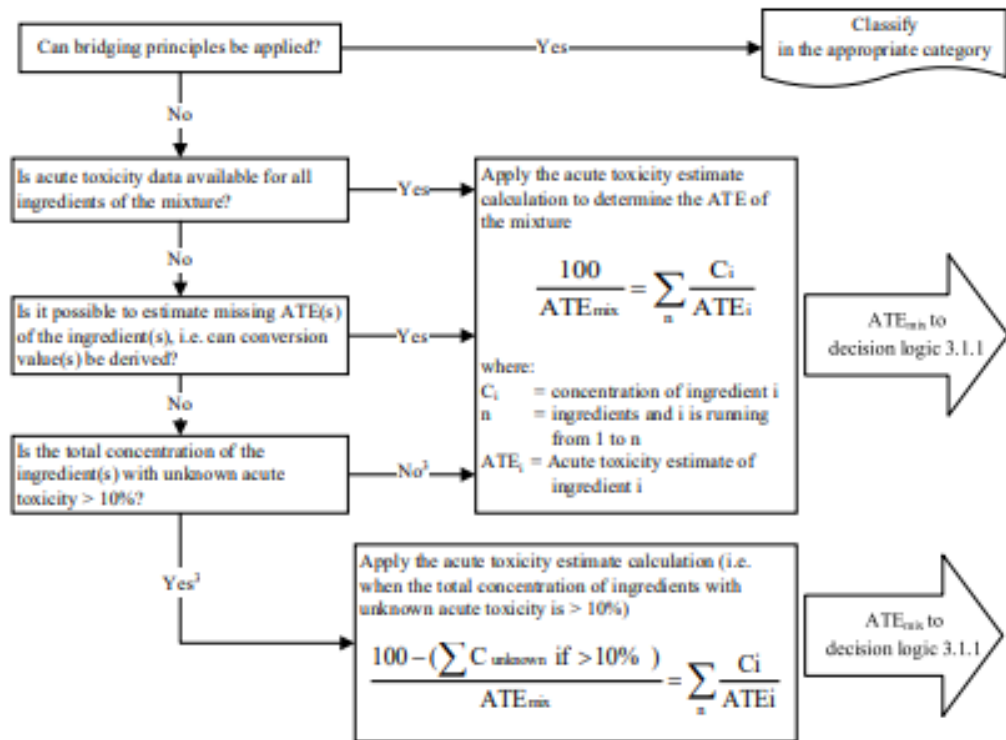 Can bridging principles be applied?
Yes
Classify
in the appropriate category
No
Is acute toxicity data available for all
ingredients of the mixture?
Yes
No
Is it possible to estimate missing ATE(s)
of the ingredient(s), i.e. can conversion
value(s) be derived?
Yes
No
Is the total concentration of the
ingredient(s) with unknown acute
toxicity > 10%?
No³
Yes³
Apply the acute toxicity estimate
calculation to determine the ATE of
the mixture
100/ATEmix = ∑n Ci/ATEi
where:
Ci = concentration of ingredient i
n = ingredients and i is running
from 1 to n
ATEi = Acute toxicity estimate of
ingredient i
ATEmix to
decision logic 3.1.1
Apply the acute toxicity estimate calculation (i.e.
when the total concentration of ingredients with
unknown acute toxicity is > 10%)
100 – (∑ C unknown if > 10% )/ATEmix = ∑n Ci/ATEi
ATEmix to
decision logic 3.1.1